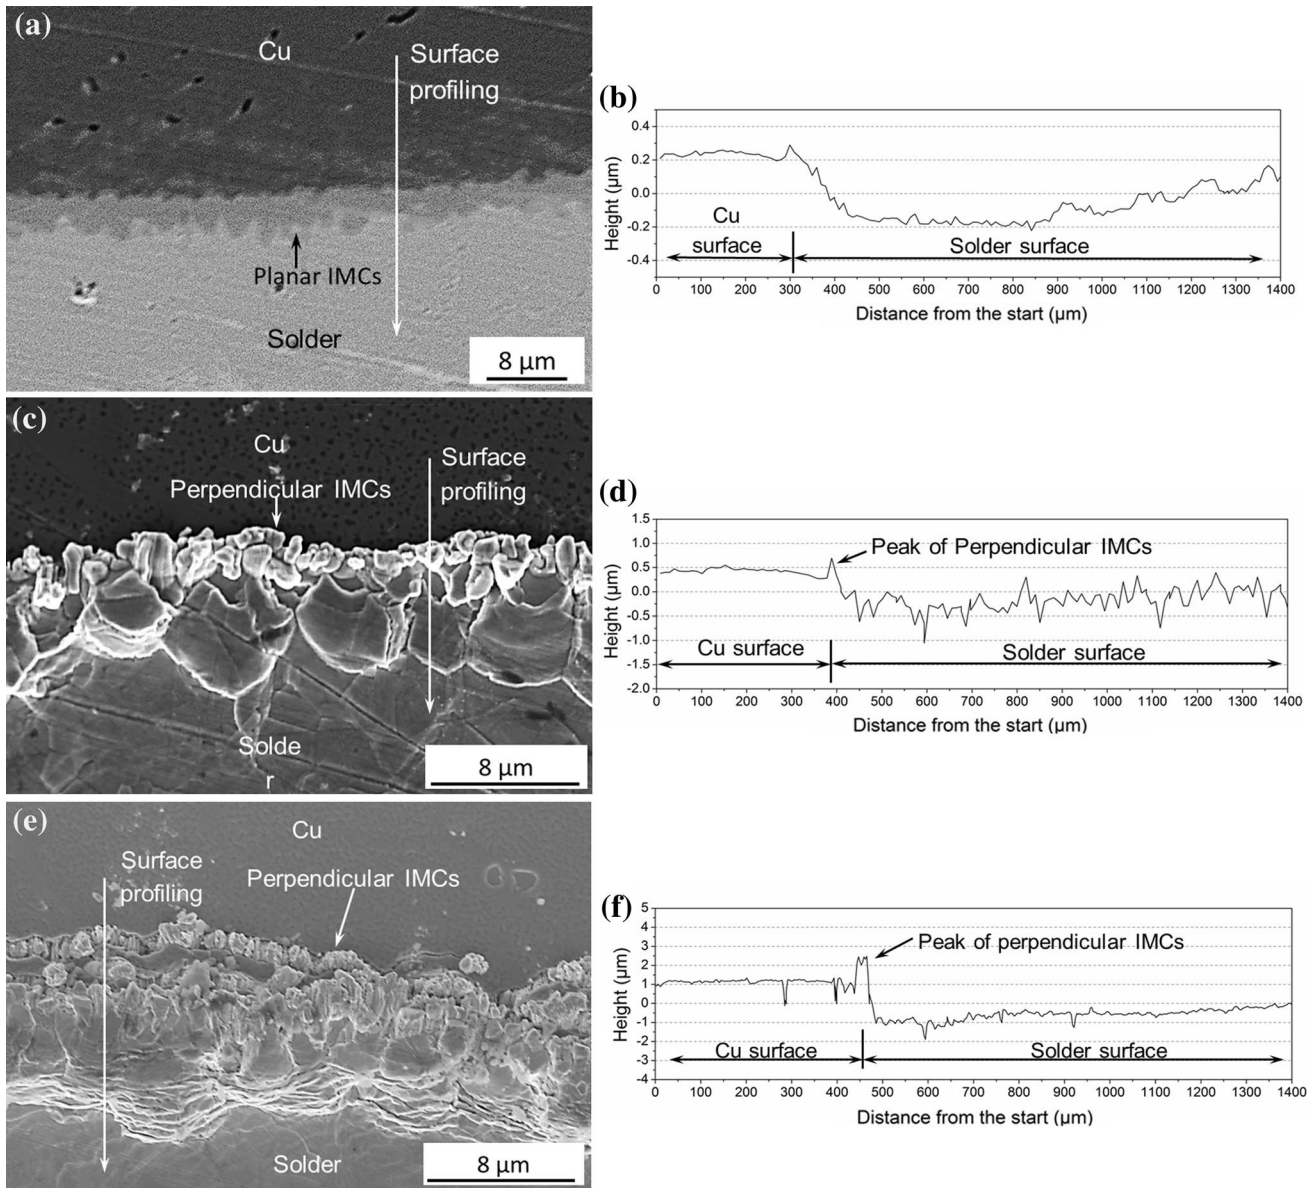 (a)
Cu
Surface
profiling
Planar IMCs
Solder
8 µm
(b)
0.4
0.2
0.0
-0.2
-0.4
Height (µm)
Cu
surface
Solder surface
0 100 200 300 400 500 600 700 800 900 1000 1100 1200 1300 1400
Distance from the start (µm)
(c)
Cu
Surface
profiling
Perpendicular IMCs
Solde
r
8 µm
(d)
1.5
1.0
0.5
0.0
-0.5
-1.0
-1.5
-2.0
Height (µm)
Peak of Perpendicular IMCs
Cu surface
Solder surface
0 100 200 300 400 500 600 700 800 900 1000 1100 1200 1300 1400
Distance from the start (µm)
(e)
Cu
Surface
profiling
Perpendicular IMCs
Solder
8 µm
(f)
5
4
3
2
1
0
-1
-2
-3
-4
Height (µm)
Peak of perpendicular IMCs
Cu surface
Solder surface
0 100 200 300 400 500 600 700 800 900 1000 1100 1200 1300 1400
Distance from the start (µm)